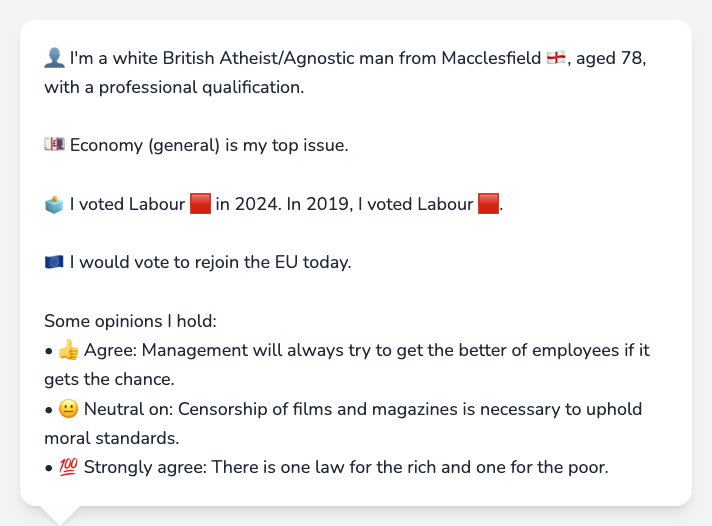 👤 I'm a white British Atheist/Agnostic man from Macclesfield 🏴󠁧󠁢󠁥󠁮󠁧󠁿, aged 78,
with a professional qualification.
💷 Economy (general) is my top issue.
🗳️ I voted Labour 🟥 in 2024. In 2019, I voted Labour 🟥.
🇪🇺 I would vote to rejoin the EU today.
Some opinions I hold:
• 👍 Agree: Management will always try to get the better of employees if it
gets the chance.
• 😐 Neutral on: Censorship of films and magazines is necessary to uphold
moral standards.
• 💯 Strongly agree: There is one law for the rich and one for the poor.